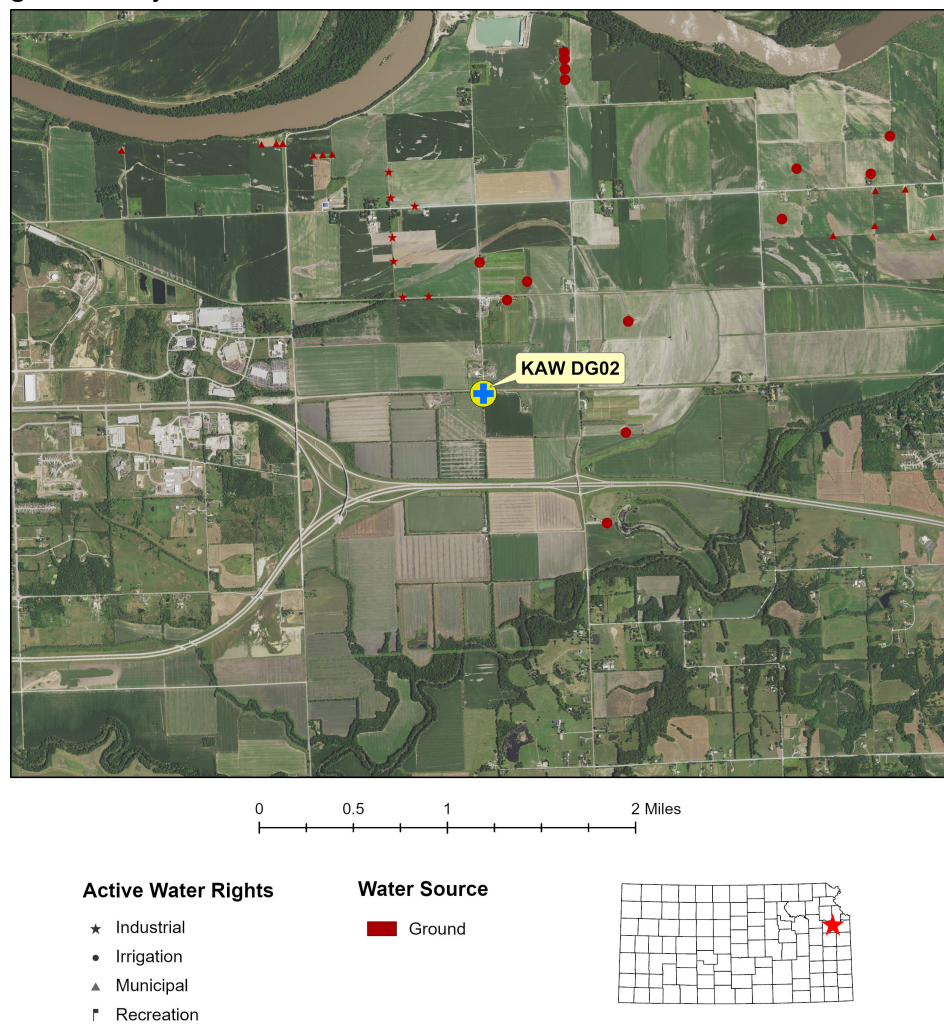 KAW DG02
0 0.5 1 2 Miles
Active Water Rights
Industrial
Irrigation
Municipal
Recreation
Water Source
Ground